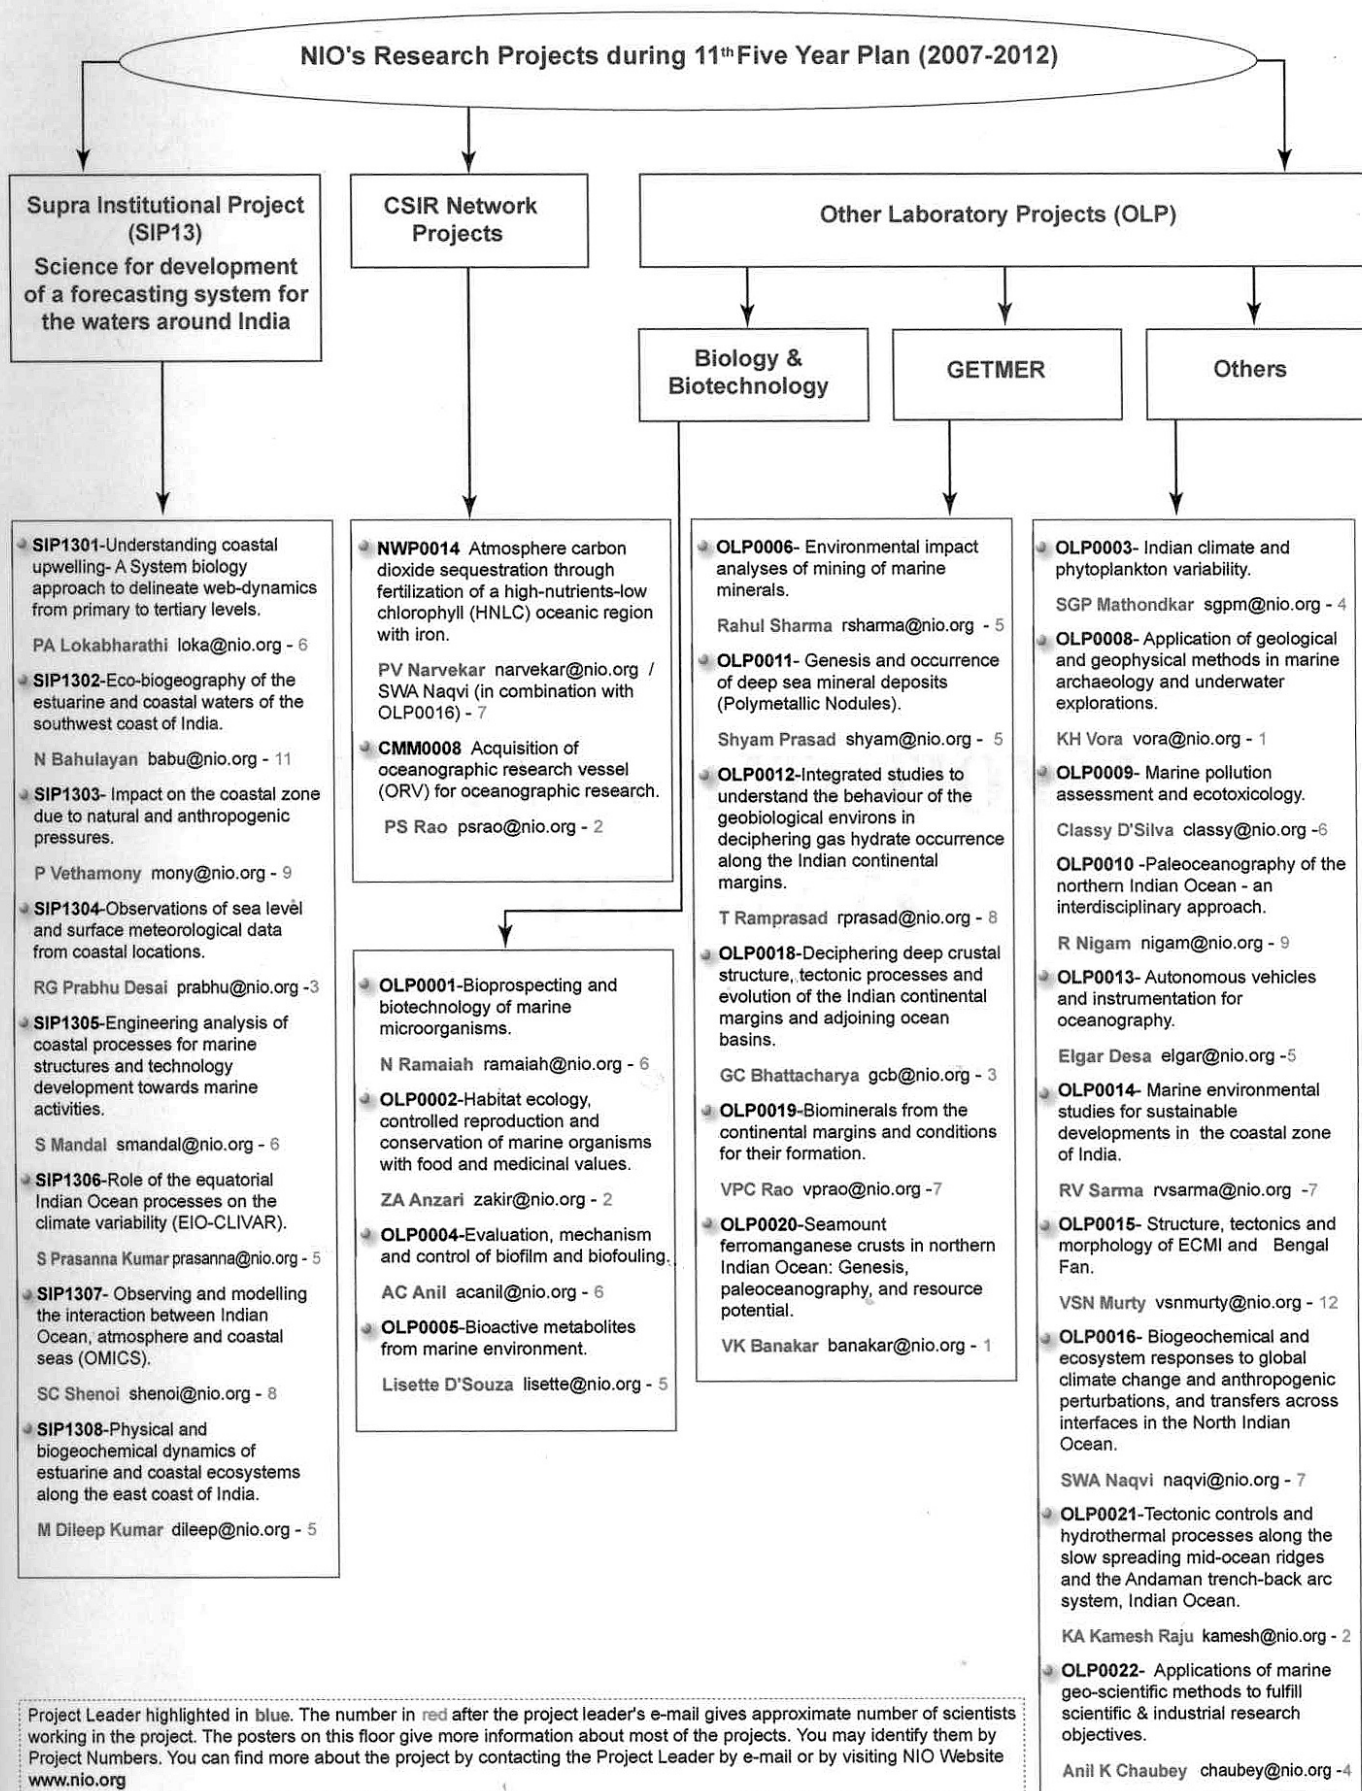 NIO's Research Projects during 11th Five Year Plan (2007-2012)
Supra Institutional Project
(SIP13)
Science for development
of a forecasting system for
the waters around India
CSIR Network
Projects
Other Laboratory Projects (OLP)
Biology &
Biotechnology
GETMER
Others
SIP1301-Understanding coastal
upwelling- A System biology
approach to delineate web-dynamics
from primary to tertiary levels.
PA Lokabharathi loka@nio.org - 6
SIP1302-Eco-biogeography of the
estuarine and coastal waters of the
southwest coast of India.
N Bahulayan babu@nio.org - 11
SIP1303- Impact on the coastal zone
due to natural and anthropogenic
pressures.
P Vethamony mony@nio.org - 9
SIP1304-Observations of sea level
and surface meteorological data
from coastal locations.
RG Prabhu Desai prabhu@nio.org -3
SIP1305-Engineering analysis of
coastal processes for marine
structures and technology
development towards marine
activities.
S Mandal smandal@nio.org - 6
SIP1306-Role of the equatorial
Indian Ocean processes on the
climate variability (EIO-CLIVAR).
S Prasanna Kumar prasanna@nio.org - 5
SIP1307- Observing and modelling
the interaction between Indian
Ocean, atmosphere and coastal
seas (OMICS).
SC Shenoi shenoi@nio.org - 8
SIP1308-Physical and
biogeochemical dynamics of
estuarine and coastal ecosystems
along the east coast of India.
M Dileep Kumar dileep@nio.org - 5
NWP0014 Atmosphere carbon
dioxide sequestration through
fertilization of a high-nutrients-low
chlorophyll (HNLC) oceanic region
with iron.
PV Narvekar narvekar@nio.org /
SWA Naqvi (in combination with
OLP0016) - 7
CMM0008 Acquisition of
oceanographic research vessel
(ORV) for oceanographic research.
PS Rao psrao@nio.org - 2
OLP0001-Bioprospecting and
biotechnology of marine
microorganisms.
N Ramaiah ramaiah@nio.org - 6
OLP0002-Habitat ecology,
controlled reproduction and
conservation of marine organisms
with food and medicinal values.
ZA Anzari zakir@nio.org - 2
OLP0004-Evaluation, mechanism
and control of biofilm and biofouling.
AC Anil acanil@nio.org - 6
OLP0005-Bioactive metabolites
from marine environment.
Lisette D'Souza lisette@nio.org - 5
OLP0006- Environmental impact
analyses of mining of marine
minerals.
Rahul Sharma rsharma@nio.org - 5
OLP0011- Genesis and occurrence
of deep sea mineral deposits
(Polymetallic Nodules).
Shyam Prasad shyam@nio.org - 5
OLP0012-Integrated studies to
understand the behaviour of the
geobiological environs in
deciphering gas hydrate occurrence
along the Indian continental
margins.
T Ramprasad rprasad@nio.org - 8
OLP0018-Deciphering deep crustal
structure, tectonic processes and
evolution of the Indian continental
margins and adjoining ocean
basins.
GC Bhattacharya gcb@nio.org - 3
OLP0019-Biominerals from the
continental margins and conditions
for their formation.
VPC Rao vprao@nio.org -7
OLP0020-Seamount
ferromanganese crusts in northern
Indian Ocean: Genesis,
paleoceanography, and resource
potential.
VK Banakar banakar@nio.org - 1
OLP0003- Indian climate and
phytoplankton variability.
SGP Mathondkar sgpm@nio.org - 4
OLP0008- Application of geological
and geophysical methods in marine
archaeology and underwater
explorations.
KH Vora vora@nio.org - 1
OLP0009- Marine pollution
assessment and ecotoxicology.
Classy D'Silva classy@nio.org -6
OLP0010 -Paleoceanography of the
northern Indian Ocean - an
interdisciplinary approach.
R Nigam nigam@nio.org - 9
OLP0013- Autonomous vehicles
and instrumentation for
oceanography.
Elgar Desa elgar@nio.org -5
OLP0014- Marine environmental
studies for sustainable
developments in the coastal zone
of India.
RV Sarma rvsarma@nio.org -7
OLP0015- Structure, tectonics and
morphology of ECMI and Bengal
Fan.
VSN Murty vsnmurty@nio.org - 12
OLP0016- Biogeochemical and
ecosystem responses to global
climate change and anthropogenic
perturbations, and transfers across
interfaces in the North Indian
Ocean.
SWA Naqvi naqvi@nio.org - 7
OLP0021-Tectonic controls and
hydrothermal processes along the
slow spreading mid-ocean ridges
and the Andaman trench-back arc
system, Indian Ocean.
KA Kamesh Raju kamesh@nio.org - 2
OLP0022- Applications of marine
geo-scientific methods to fulfill
scientific & industrial research
objectives.
Anil K Chaubey chaubey@nio.org -4
Project Leader highlighted in blue. The number in red after the project leader's e-mail gives approximate number of scientists
working in the project. The posters on this floor give more information about most of the projects. You may identify them by
Project Numbers. You can find more about the project by contacting the Project Leader by e-mail or by visiting NIO Website
www.nio.org